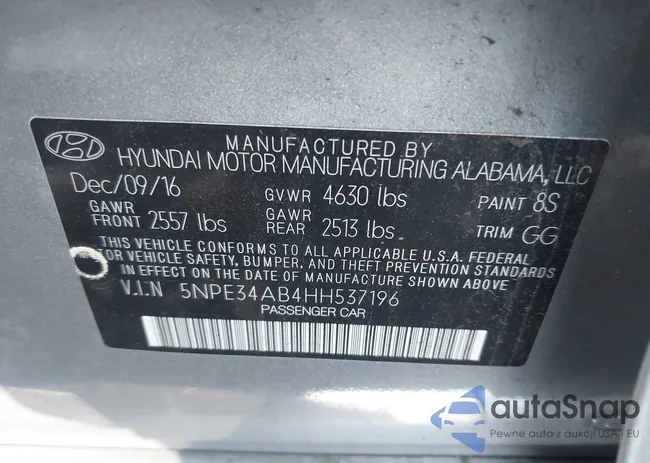 MANUFACTURED BY
HYUNDAI MOTOR MANUFACTURING ALABAMA, LLC
Dec/09/16 GVWR 4630 lbs PAINT 8S
GAWR FRONT 2557 lbs GAWR REAR 2513 lbs TRIM GG
THIS VEHICLE CONFORMS TO ALL APPLICABLE U.S.A. FEDERAL
MOTOR VEHICLE SAFETY, BUMPER, AND THEFT PREVENTION STANDARDS
IN EFFECT ON THE DATE OF MANUFACTURE SHOWN ABOVE.
V.I.N 5NPE34AB4HH537196
PASSENGER CAR
autaSnap
Pewne auta z aukcji USA - EU